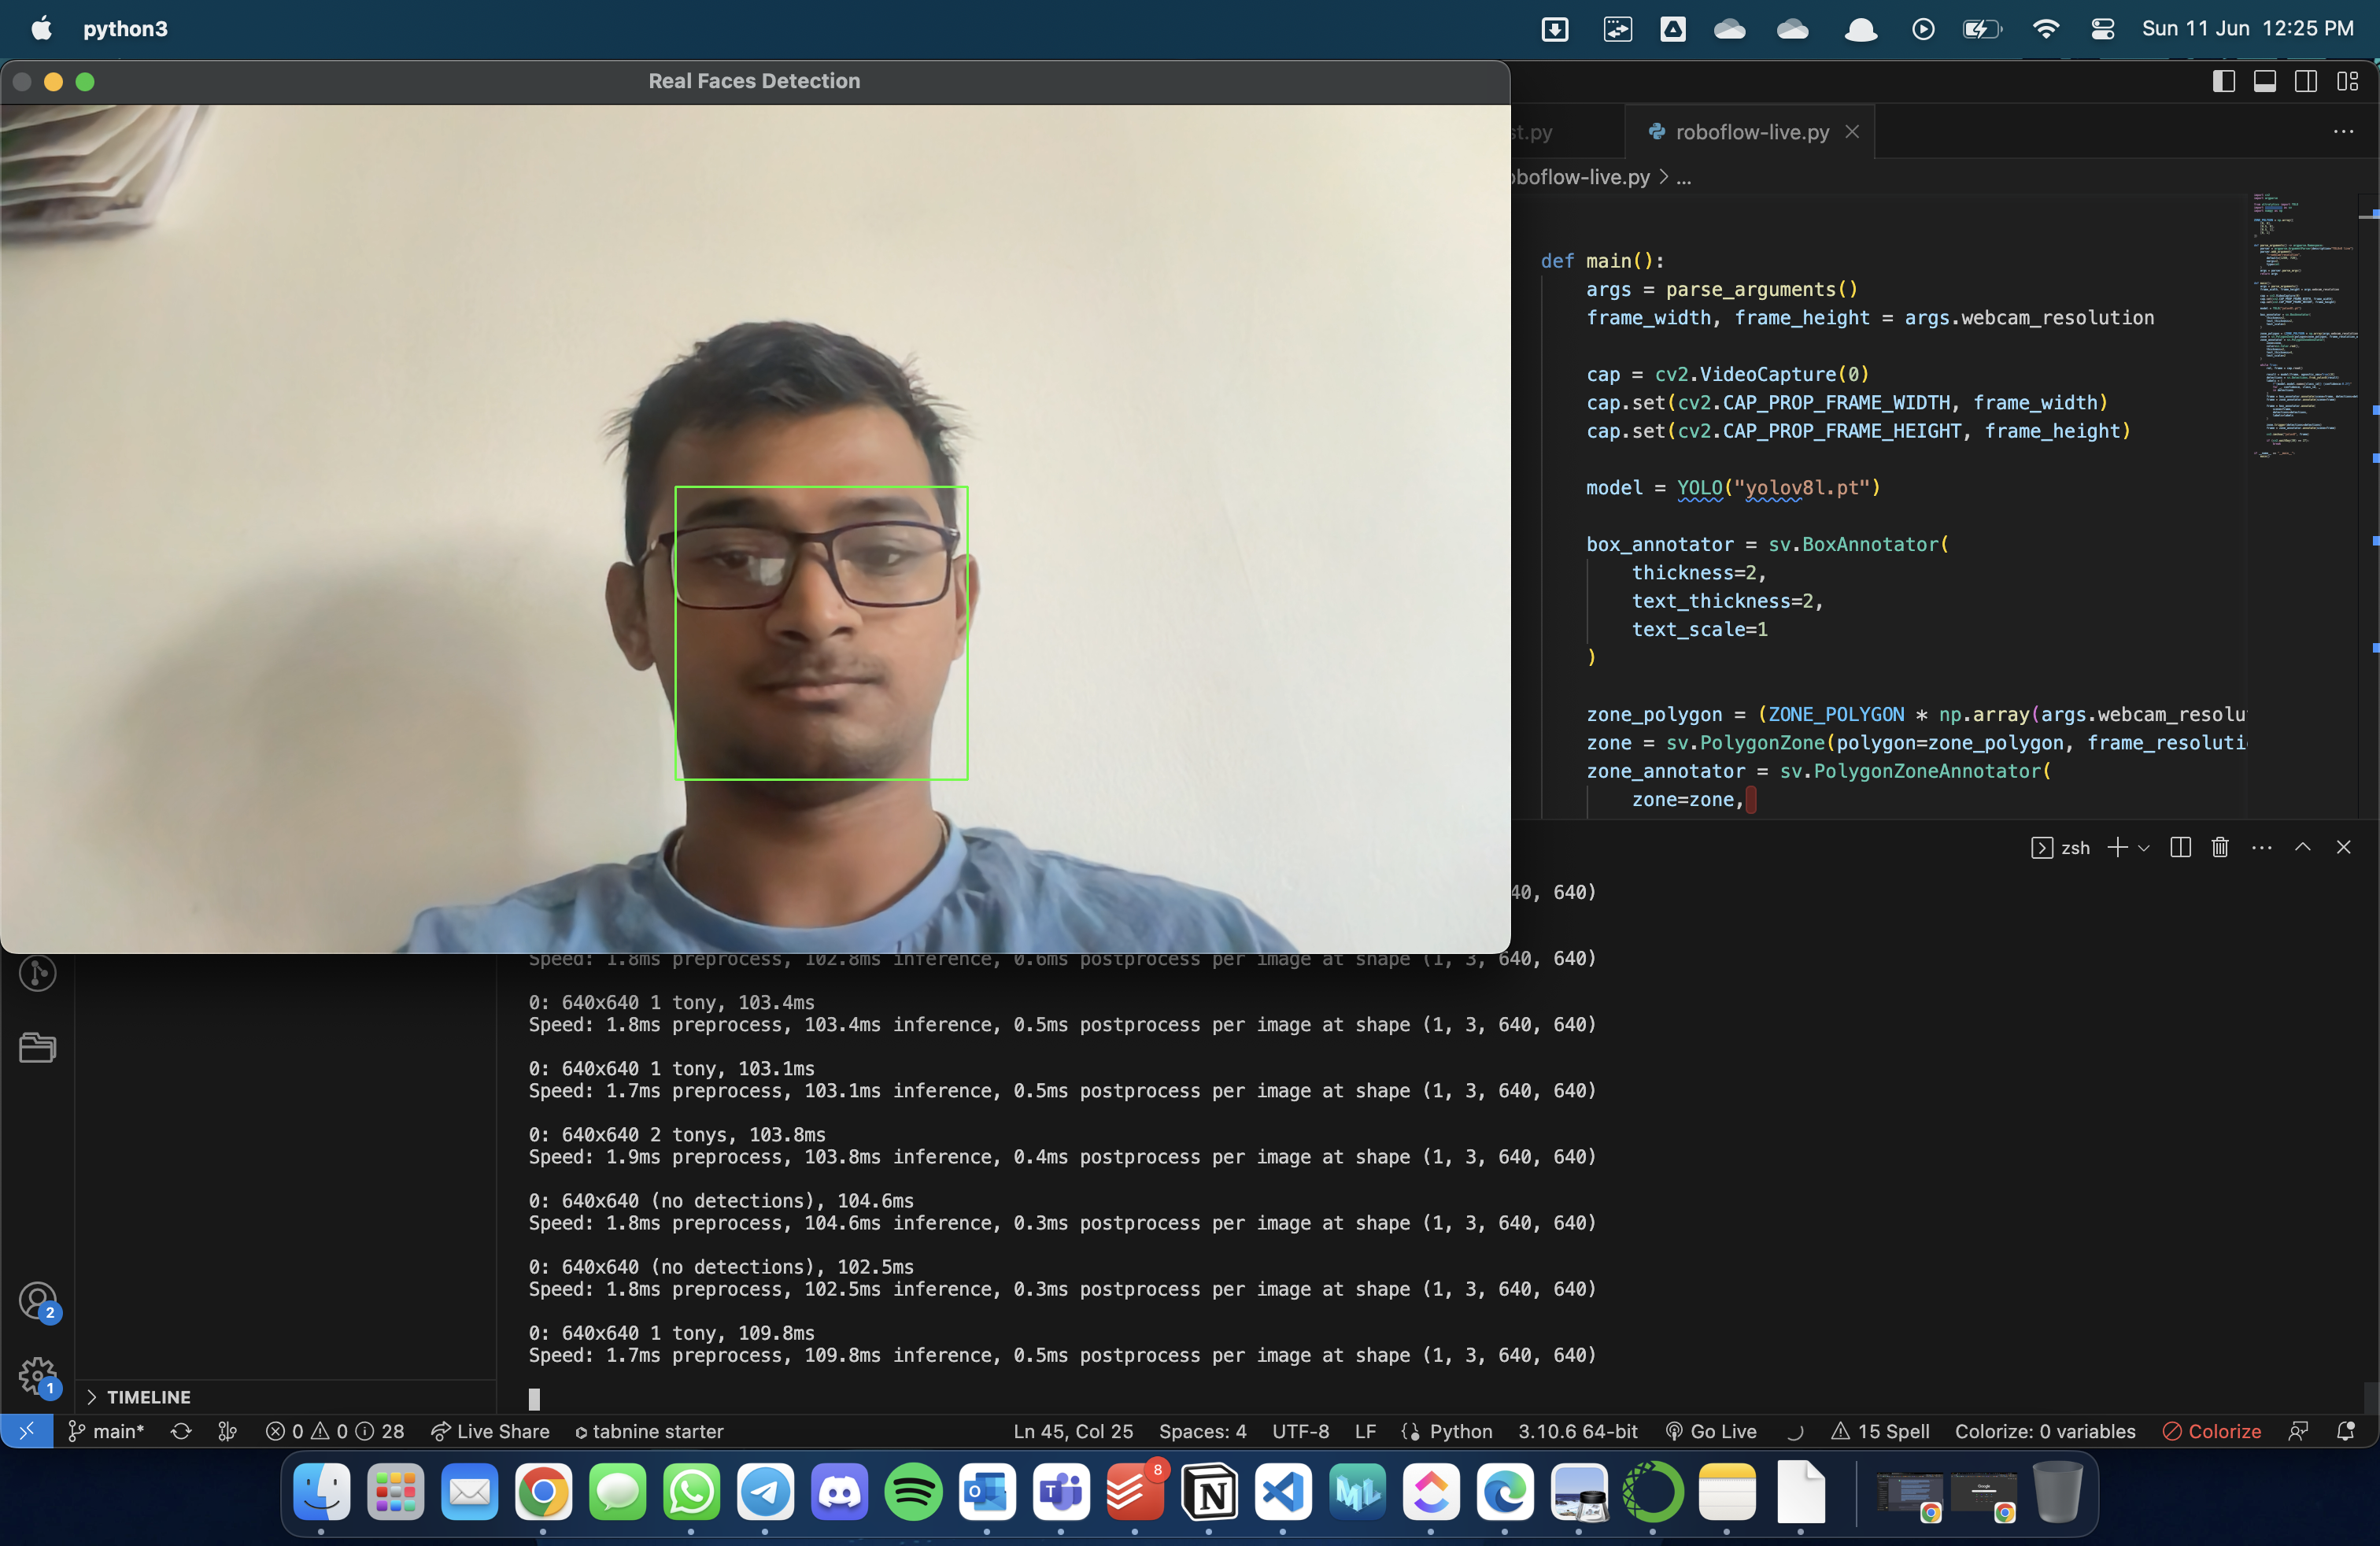 python3
Sun 11 Jun 12:25 PM
Real Faces Detection
st.py
roboflow-live.py
oboflow-live.py > ...
def main():
args = parse_arguments()
frame_width, frame_height = args.webcam_resolution
cap = cv2.VideoCapture(0)
cap.set(cv2.CAP_PROP_FRAME_WIDTH, frame_width)
cap.set(cv2.CAP_PROP_FRAME_HEIGHT, frame_height)
model = YOLO("yolov8l.pt")
box_annotator = sv.BoxAnnotator(
thickness=2,
text_thickness=2,
text_scale=1
)
zone_polygon = (ZONE_POLYGON * np.array(args.webcam_resolu
zone = sv.PolygonZone(polygon=zone_polygon, frame_resoluti
zone_annotator = sv.PolygonZoneAnnotator(
zone=zone,
zsh
40, 640)
Speed: 1.8ms preprocess, 102.8ms inference, 0.6ms postprocess per image at shape (1, 3, 640, 640)
0: 640x640 1 tony, 103.4ms
Speed: 1.8ms preprocess, 103.4ms inference, 0.5ms postprocess per image at shape (1, 3, 640, 640)
0: 640x640 1 tony, 103.1ms
Speed: 1.7ms preprocess, 103.1ms inference, 0.5ms postprocess per image at shape (1, 3, 640, 640)
0: 640x640 2 tonys, 103.8ms
Speed: 1.9ms preprocess, 103.8ms inference, 0.4ms postprocess per image at shape (1, 3, 640, 640)
0: 640x640 (no detections), 104.6ms
Speed: 1.8ms preprocess, 104.6ms inference, 0.3ms postprocess per image at shape (1, 3, 640, 640)
0: 640x640 (no detections), 102.5ms
Speed: 1.8ms preprocess, 102.5ms inference, 0.3ms postprocess per image at shape (1, 3, 640, 640)
0: 640x640 1 tony, 109.8ms
Speed: 1.7ms preprocess, 109.8ms inference, 0.5ms postprocess per image at shape (1, 3, 640, 640)
2
1
TIMELINE
main* 0 0 28 Live Share tabnine starter Ln 45, Col 25 Spaces: 4 UTF-8 LF Python 3.10.6 64-bit Go Live 15 Spell Colorize: 0 variables Colorize
8